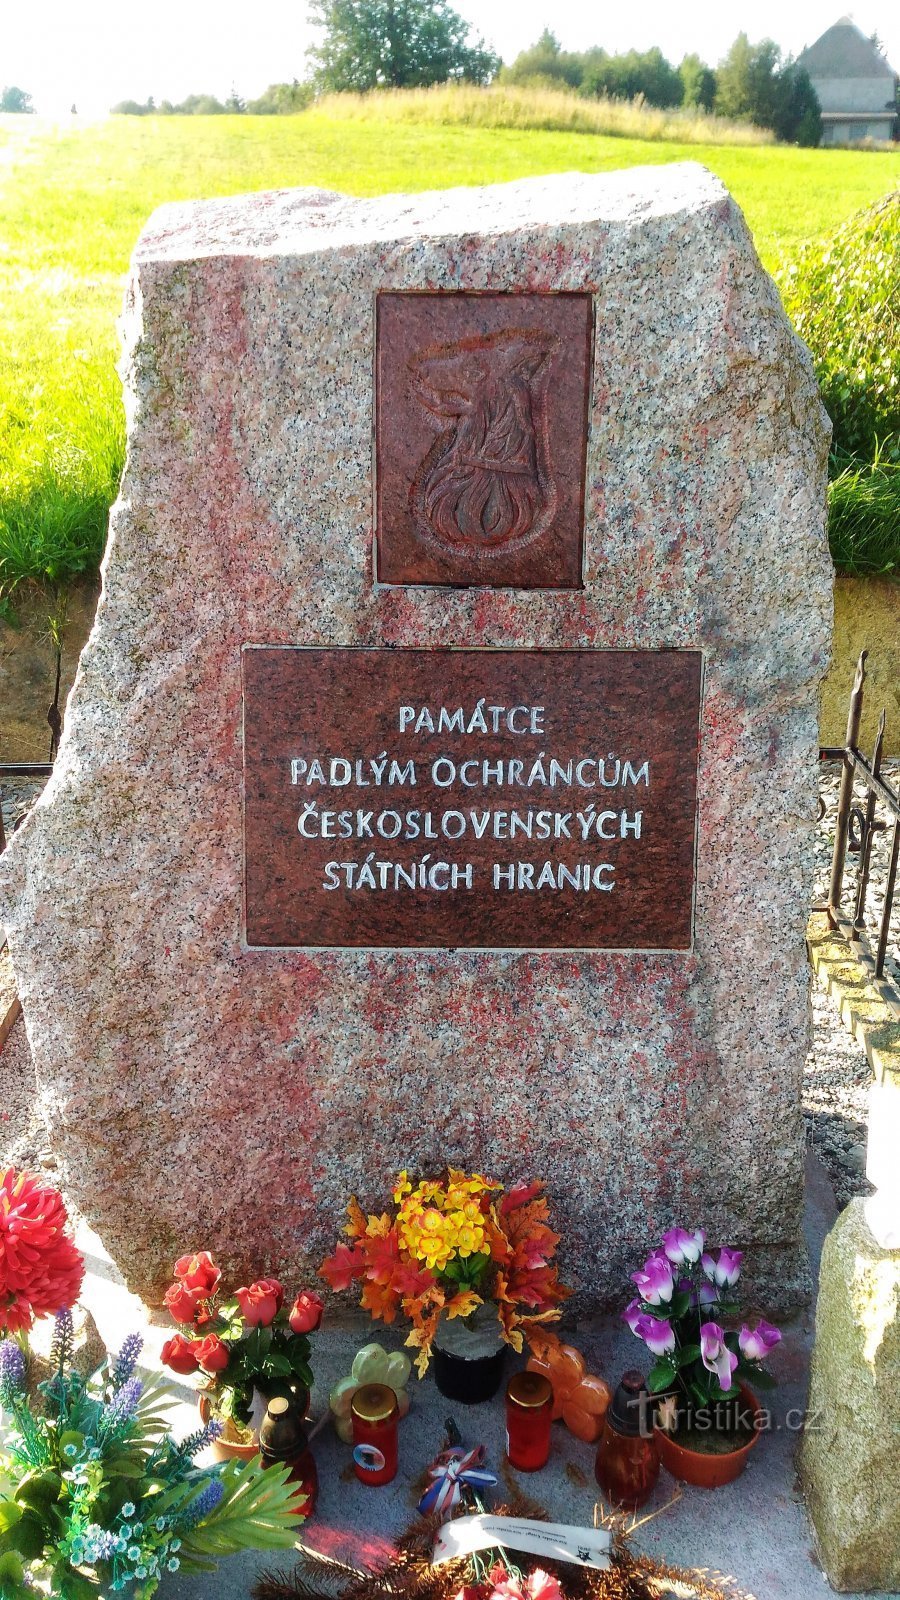 PAMÁTCE
PADLÝM OCHRÁNCŮM
ČESKOSLOVENSKÝCH
STÁTNÍCH HRANIC
Turistika.cz